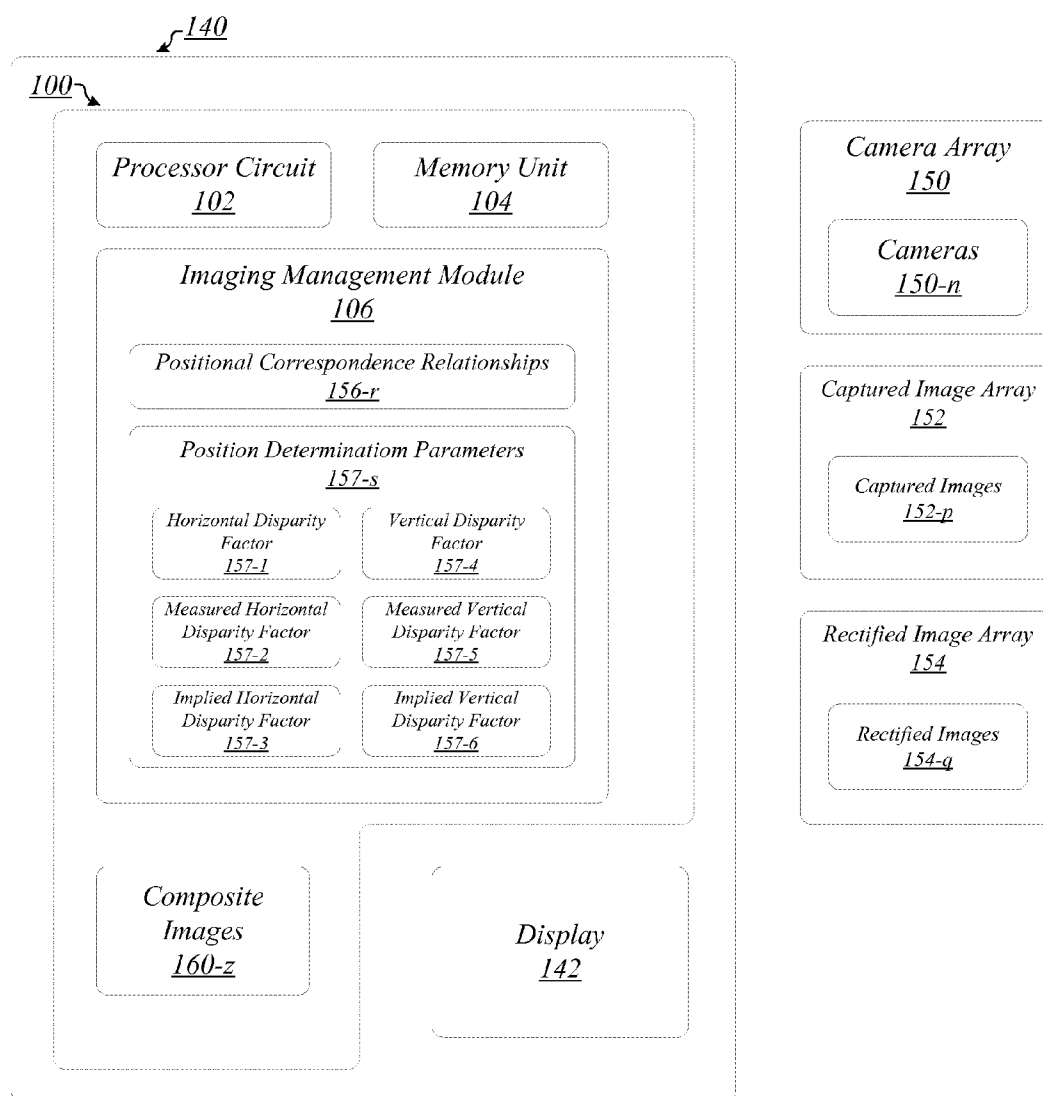 140
100
Processor Circuit
102
Memory Unit
104
Imaging Management Module
106
Positional Correspondence Relationships
156-r
Position Determinatiom Parameters
157-s
Horizontal Disparity
Factor
157-1
Vertical Disparity
Factor
157-4
Measured Horizontal
Disparity Factor
157-2
Measured Vertical
Disparity Factor
157-5
Implied Horizontal
Disparity Factor
157-3
Implied Vertical
Disparity Factor
157-6
Composite
Images
160-z
Display
142
Camera Array
150
Cameras
150-n
Captured Image Array
152
Captured Images
152-p
Rectified Image Array
154
Rectified Images
154-q